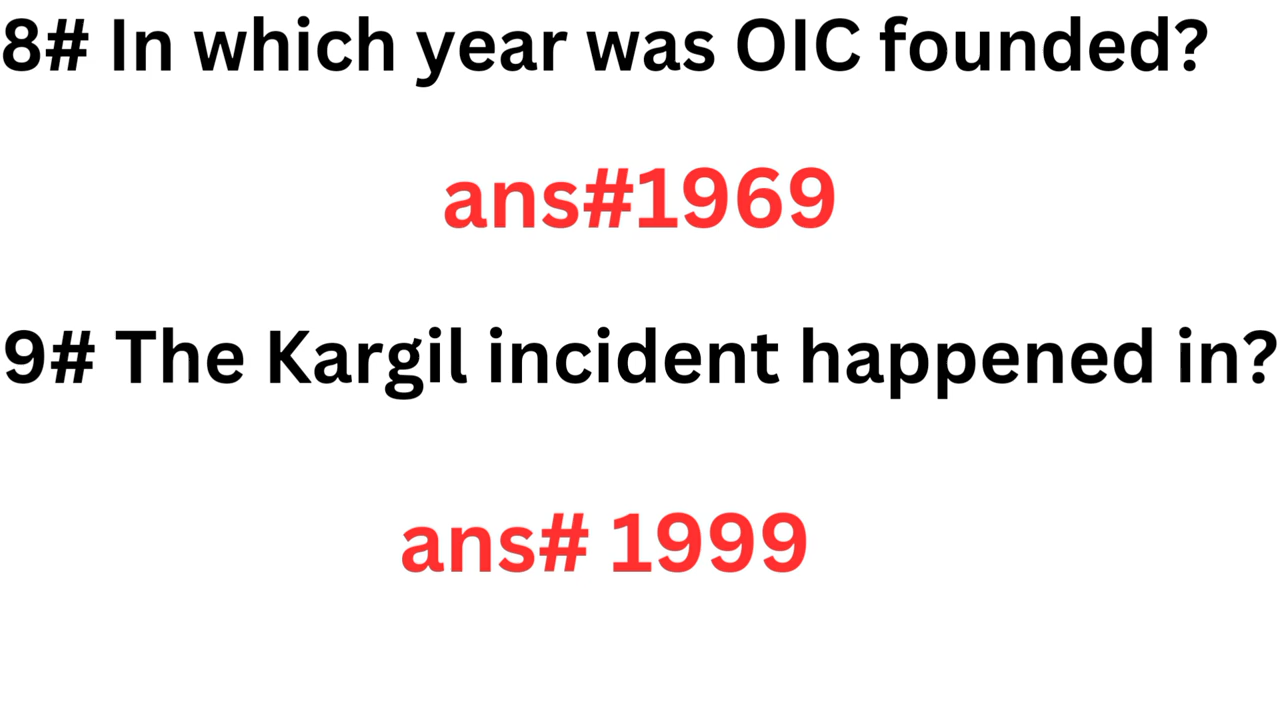 8# In which year was OIC founded?
ans#1969
9# The Kargil incident happened in?
ans# 1999